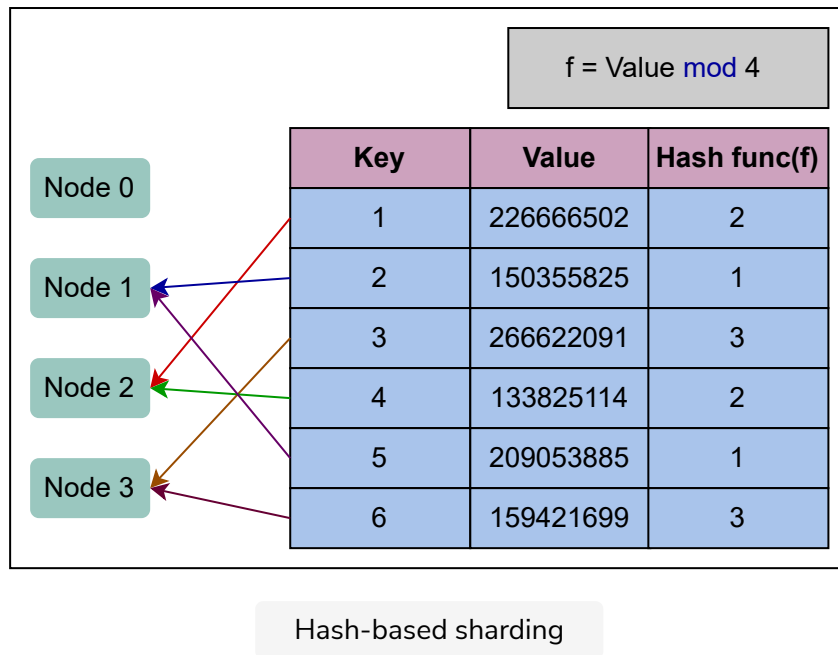 f = Value mod 4
Key Value Hash func(f)
Node 0
1 226666502 2
Node 1
2 150355825 1
3 266622091 3
Node 2
4 133825114 2
5 209053885 1
Node 3
6 159421699 3
Hash-based sharding